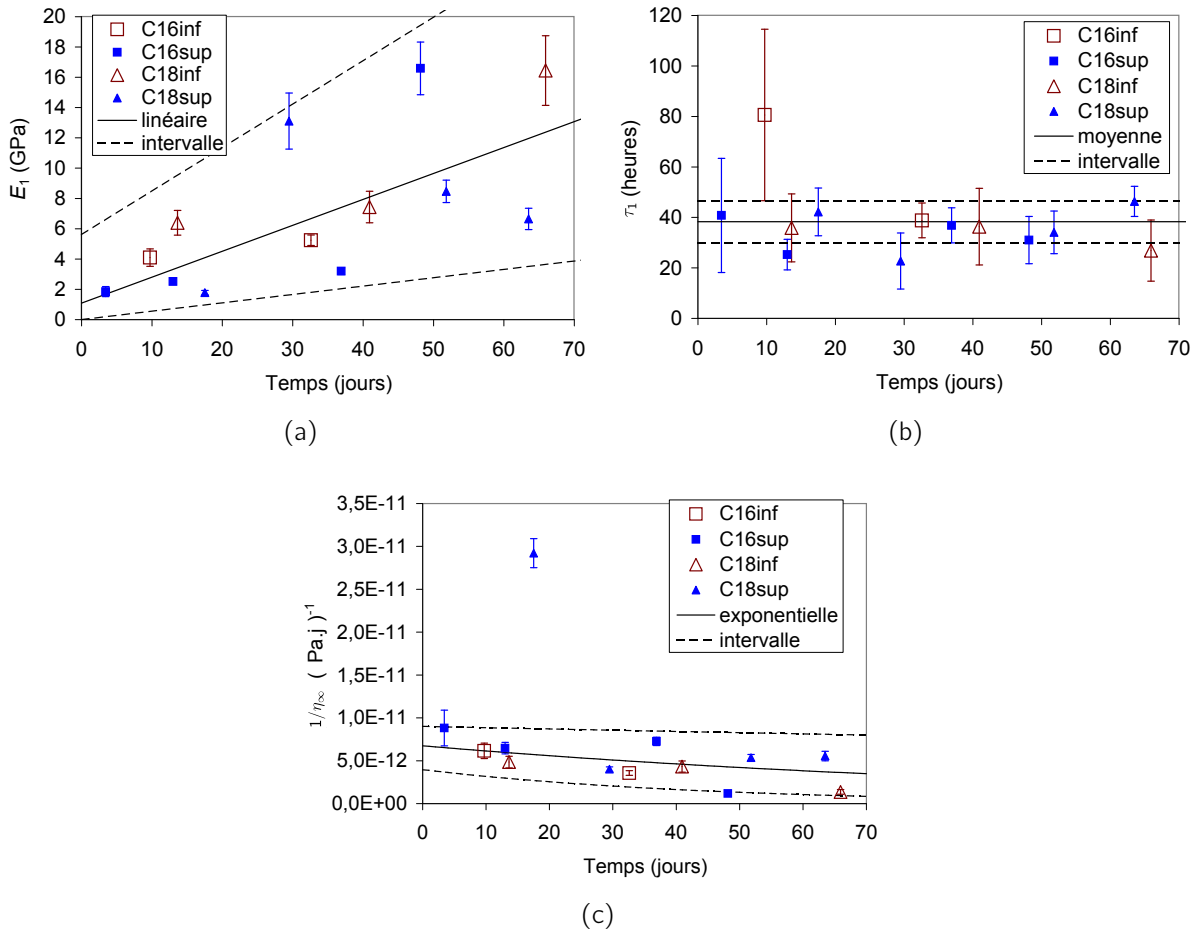 20
18
16
14
12
10
8
6
4
2
0
E₁ (GPa)
C16inf
C16sup
C18inf
C18sup
linéaire
intervalle
0 10 20 30 40 50 60 70
Temps (jours)
(a)
120
100
80
60
40
20
0
τ₁ (heures)
C16inf
C16sup
C18inf
C18sup
moyenne
intervalle
0 10 20 30 40 50 60 70
Temps (jours)
(b)
3,5E-11
3,0E-11
2,5E-11
2,0E-11
1,5E-11
1,0E-11
5,0E-12
0,0E+00
1/η∞ ( Pa.j )⁻¹
C16inf
C16sup
C18inf
C18sup
exponentielle
intervalle
0 10 20 30 40 50 60 70
Temps (jours)
(c)